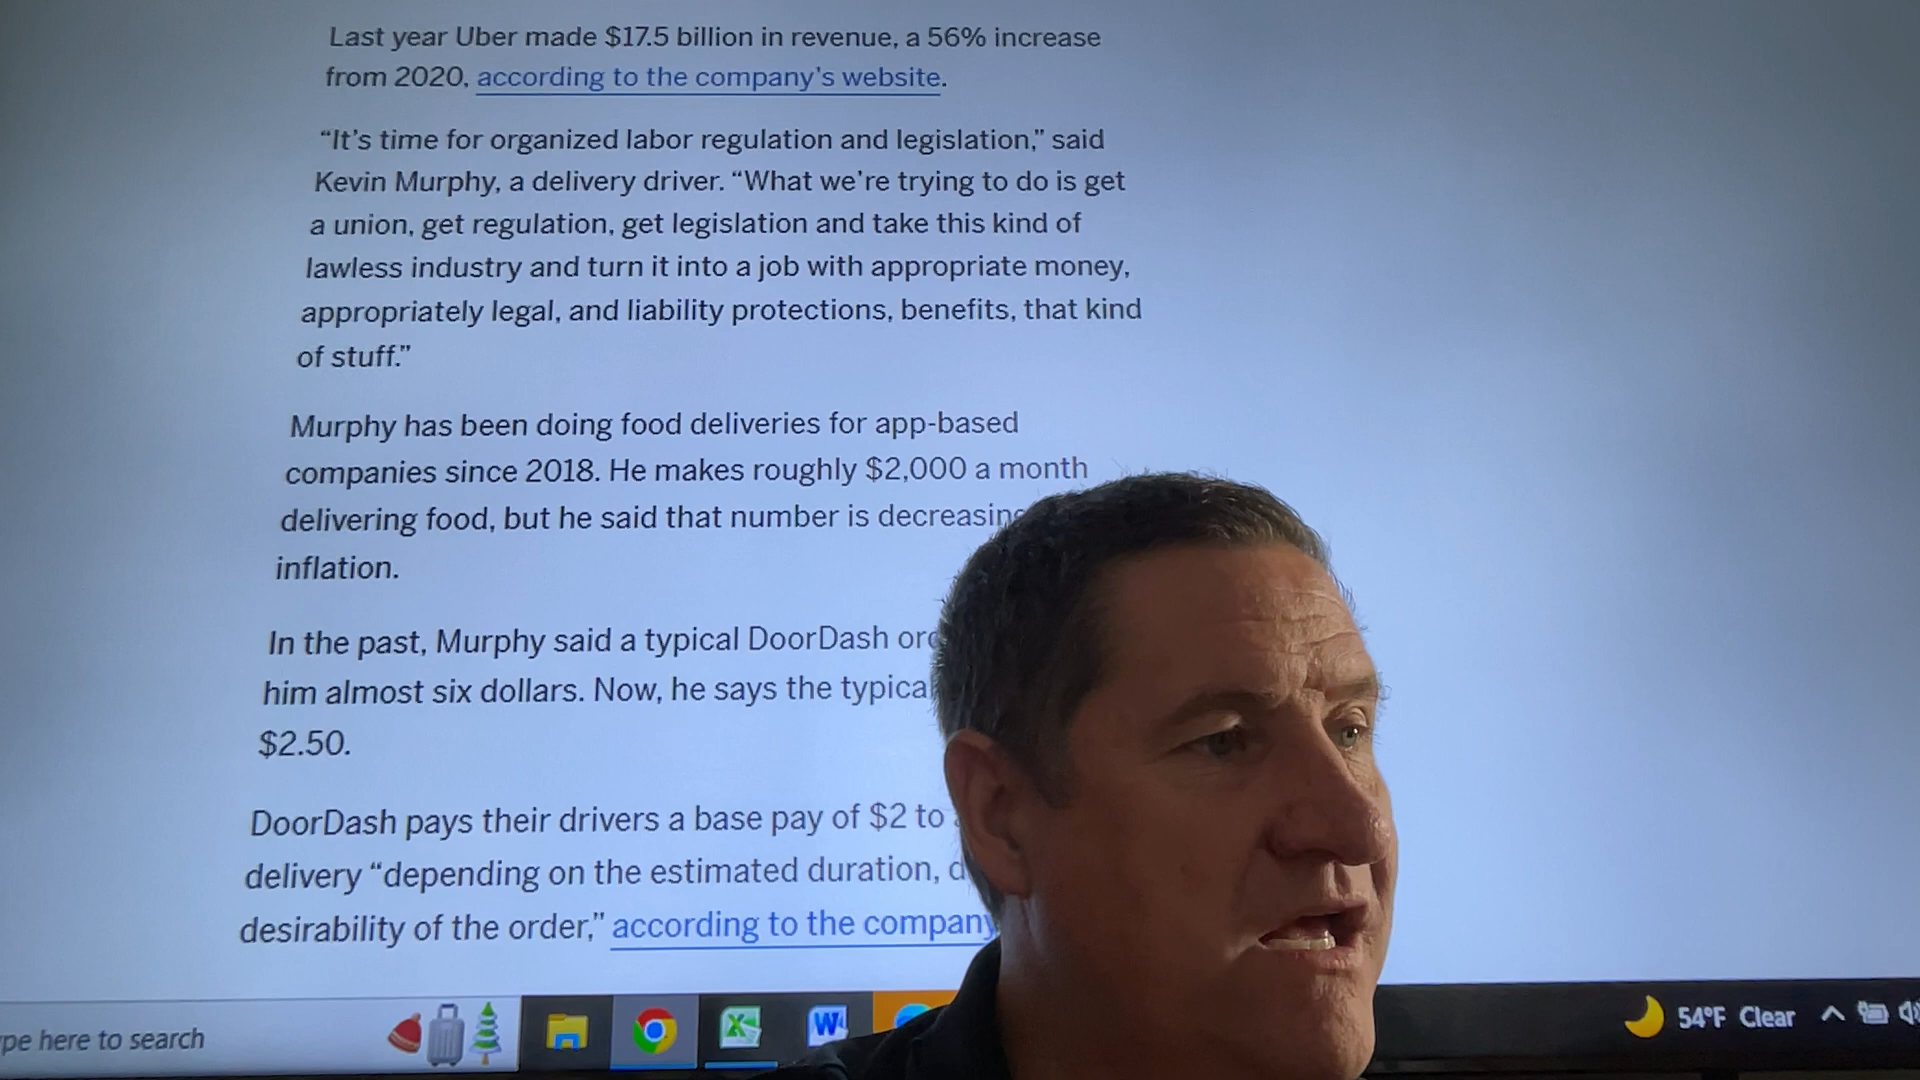 Last year Uber made $17.5 billion in revenue, a 56% increase
from 2020, according to the company's website.
“It's time for organized labor regulation and legislation,” said
Kevin Murphy, a delivery driver. “What we're trying to do is get
a union, get regulation, get legislation and take this kind of
lawless industry and turn it into a job with appropriate money,
appropriately legal, and liability protections, benefits, that kind
of stuff.”
Murphy has been doing food deliveries for app-based
companies since 2018. He makes roughly $2,000 a month
delivering food, but he said that number is decreasing
inflation.
In the past, Murphy said a typical DoorDash
him almost six dollars. Now, he says the typical
$2.50.
DoorDash pays their drivers a base pay of $2 to
delivery “depending on the estimated duration,
desirability of the order,” according to the company
pe here to search
54°F Clear